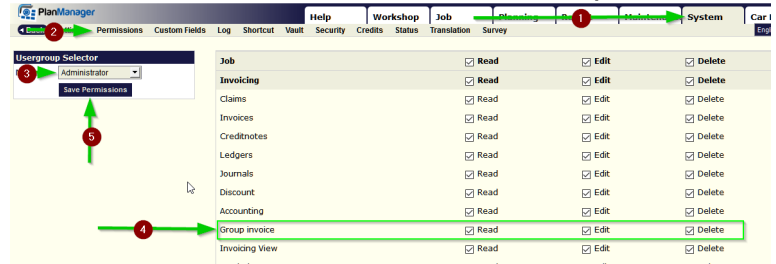 PlanManager
Help Workshop Job Planning System Car
1
Permissions Custom Fields Log Shortcut Vault Security Credits Status Translation Survey
2
Usergroup Selector
3 Administrator
Save Permissions
5
Job Read Edit Delete
Invoicing Read Edit Delete
Claims Read Edit Delete
Invoices Read Edit Delete
Creditnotes Read Edit Delete
Ledgers Read Edit Delete
Journals Read Edit Delete
Discount Read Edit Delete
Accounting Read Edit Delete
4 Group invoice Read Edit Delete
Invoicing View Read Edit Delete